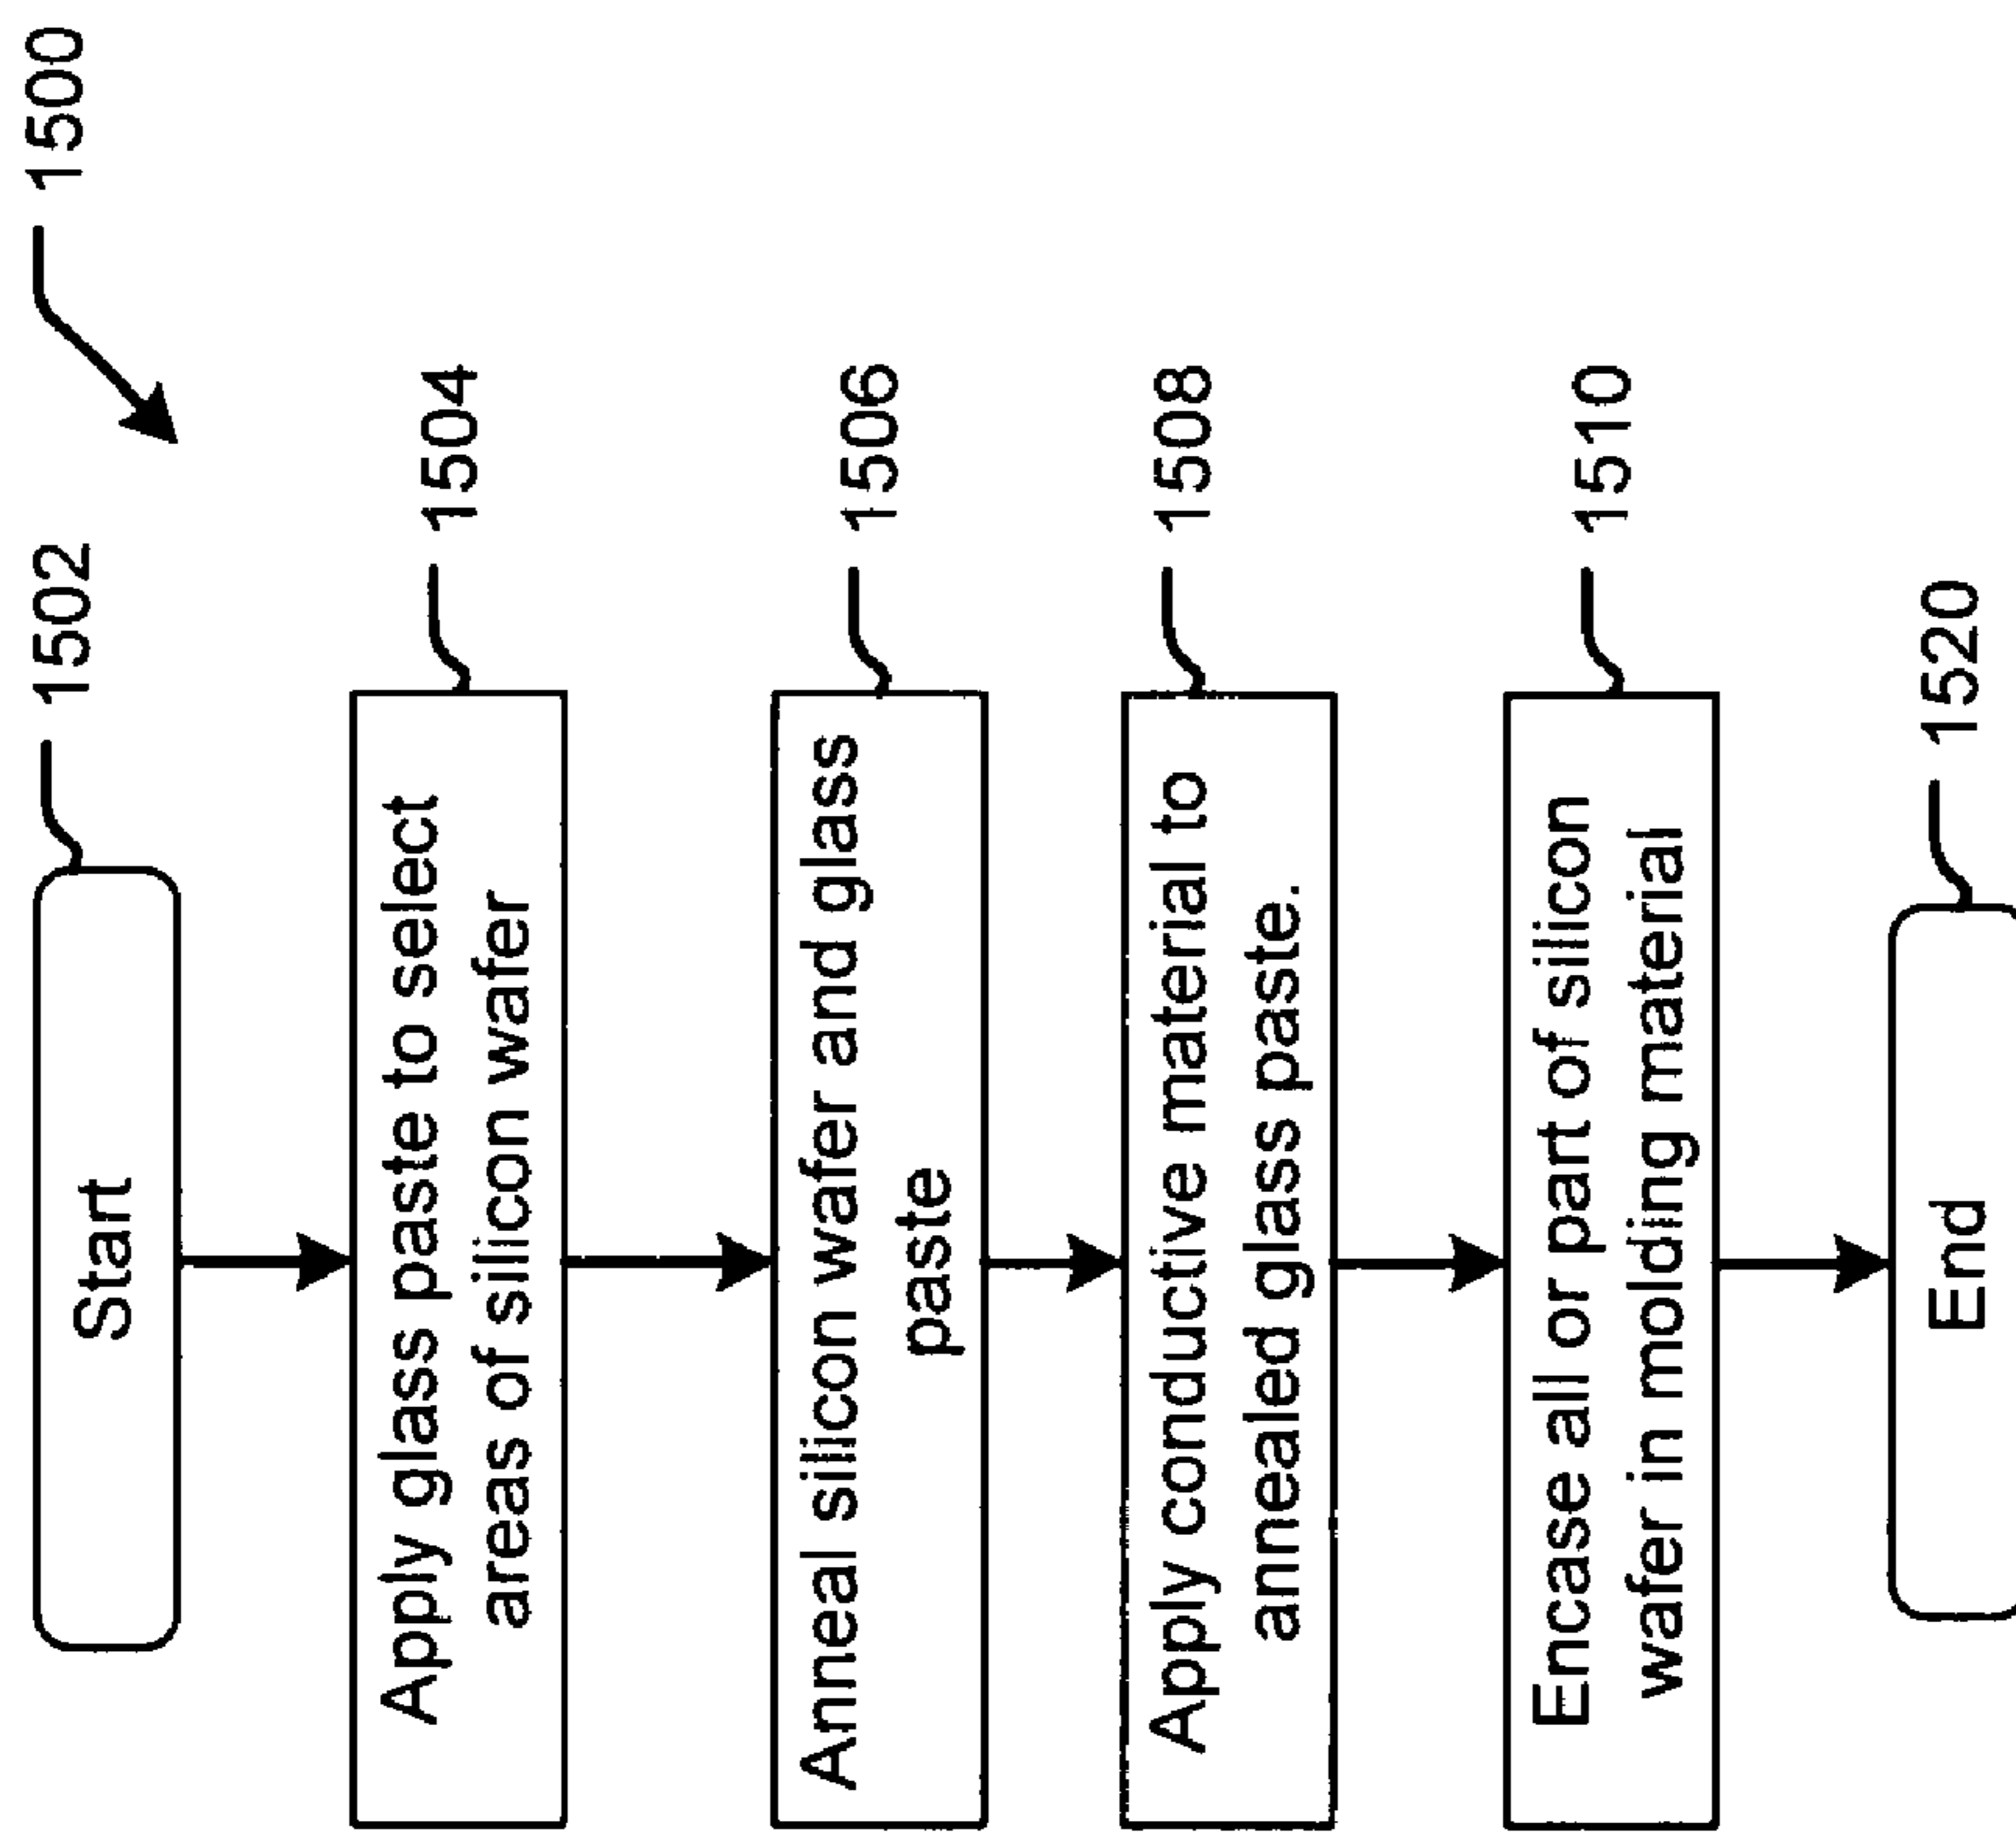 1500
Start
1502
Apply glass paste to select
areas of silicon wafer
1504
Anneal silicon wafer and glass
paste
1506
Apply conductive material to
annealed glass paste.
1508
Encase all or part of silicon
wafer in molding material
1510
End
1520